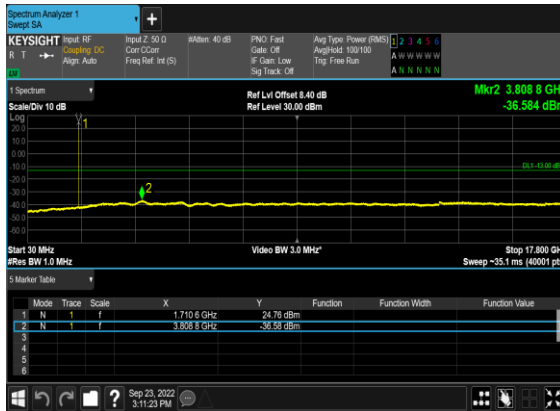 Spectrum Analyzer 1
Swept SA
+
KEYSIGHT Input: RF Input Z: 50 Ω #Atten: 40 dB PNO: Fast Avg Type: Power (RMS) 1 2 3 4 5 6
R T Coupling: DC Corr CCorr Gate: Off Avg|Hold: 100/100 A W W W W W
Align: Auto Freq Ref: Int (S) IF Gain: Low Trig: Free Run
Sig Track: Off A N N N N N
1 Spectrum Ref Lvl Offset 8.40 dB Mkr2 3.808 8 GH
Scale/Div 10 dB Ref Level 30.00 dBm -36.584 dBr
Log
20.0
10.0
0.00
-10.0
DL1 -13.00 dB
-20.0
-30.0
-40.0
-50.0
-60.0
1
2
Start 30 MHz Video BW 3.0 MHz* Stop 17.800 GH
#Res BW 1.0 MHz Sweep ~35.1 ms (40001 pt
5 Marker Table
Mode Trace Scale X Y Function Function Width Function Value
1 N 1 f 1.710 6 GHz 24.76 dBm
2 N 1 f 3.808 8 GHz -36.58 dBm
3
4
5
6
? Sep 23, 2022
3:11:23 PM